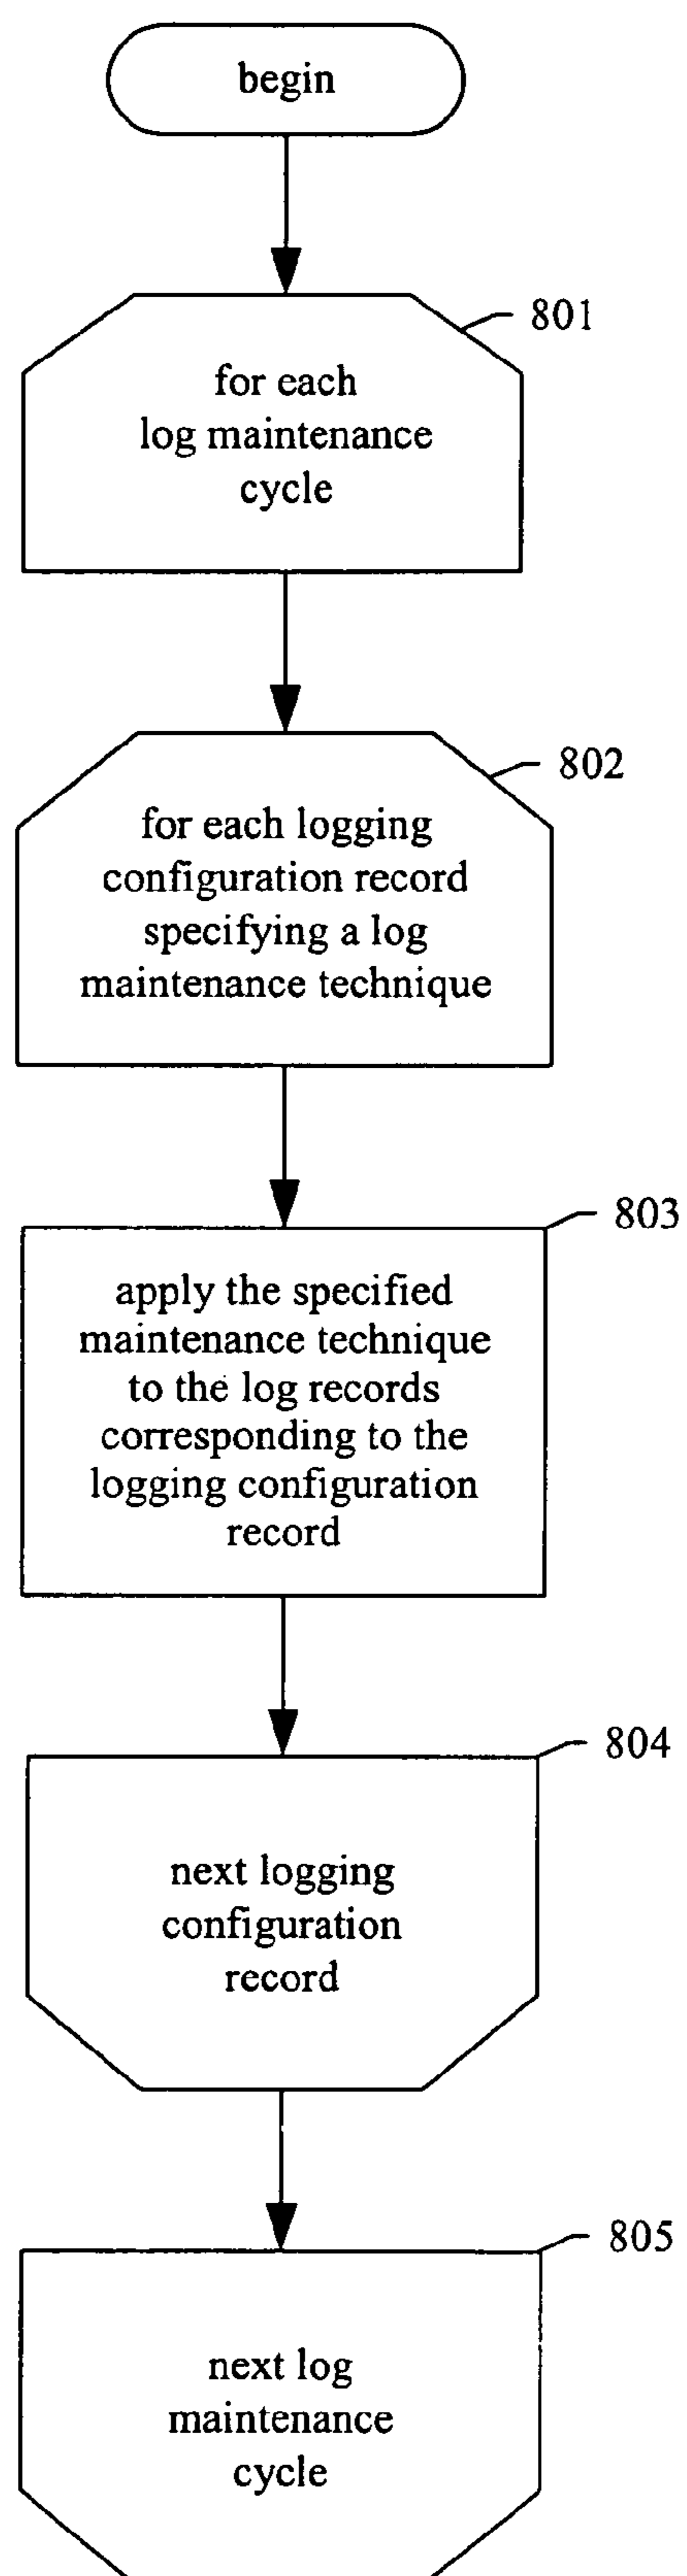 begin
801
for each
log maintenance
cycle
802
for each logging
configuration record
specifying a log
maintenance technique
803
apply the specified
maintenance technique
to the log records
corresponding to the
logging configuration
record
804
next logging
configuration
record
805
next log
maintenance
cycle